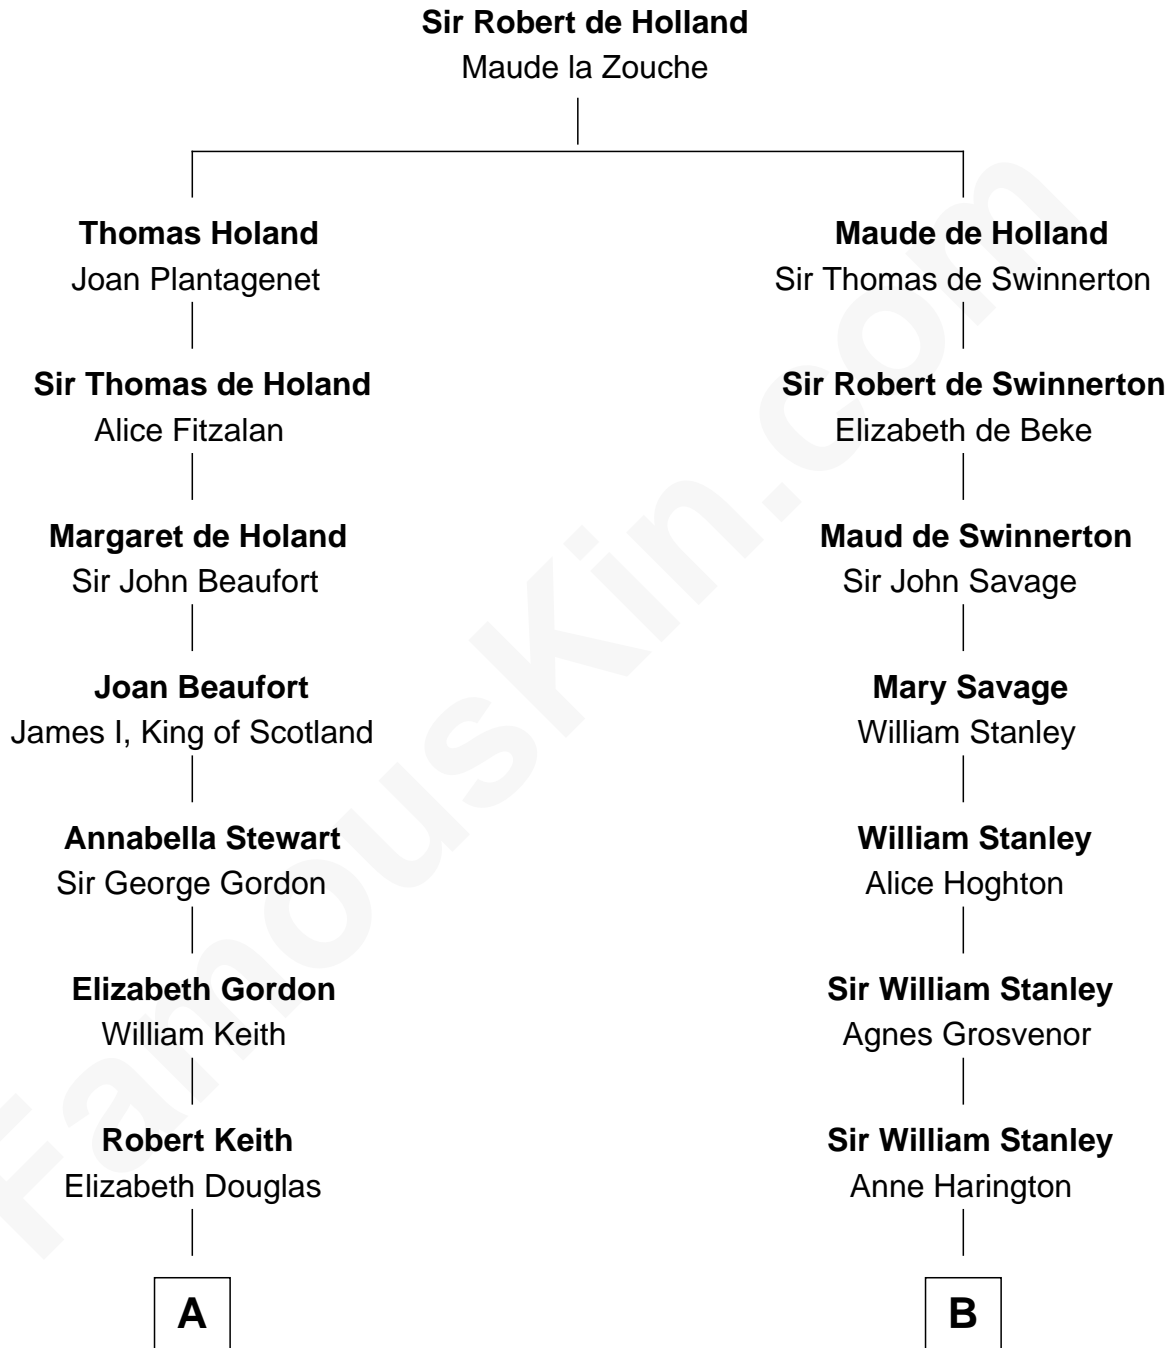 Sir Robert de Holland
Maude la Zouche
Thomas Holand
Joan Plantagenet
Sir Thomas de Holand
Alice Fitzalan
Margaret de Holand
Sir John Beaufort
Joan Beaufort
James I, King of Scotland
Annabella Stewart
Sir George Gordon
Elizabeth Gordon
William Keith
Robert Keith
Elizabeth Douglas
A
Maude de Holland
Sir Thomas de Swinnerton
Sir Robert de Swinnerton
Elizabeth de Beke
Maud de Swinnerton
Sir John Savage
Mary Savage
William Stanley
William Stanley
Alice Hoghton
Sir William Stanley
Agnes Grosvenor
Sir William Stanley
Anne Harington
B
FamousKin.com